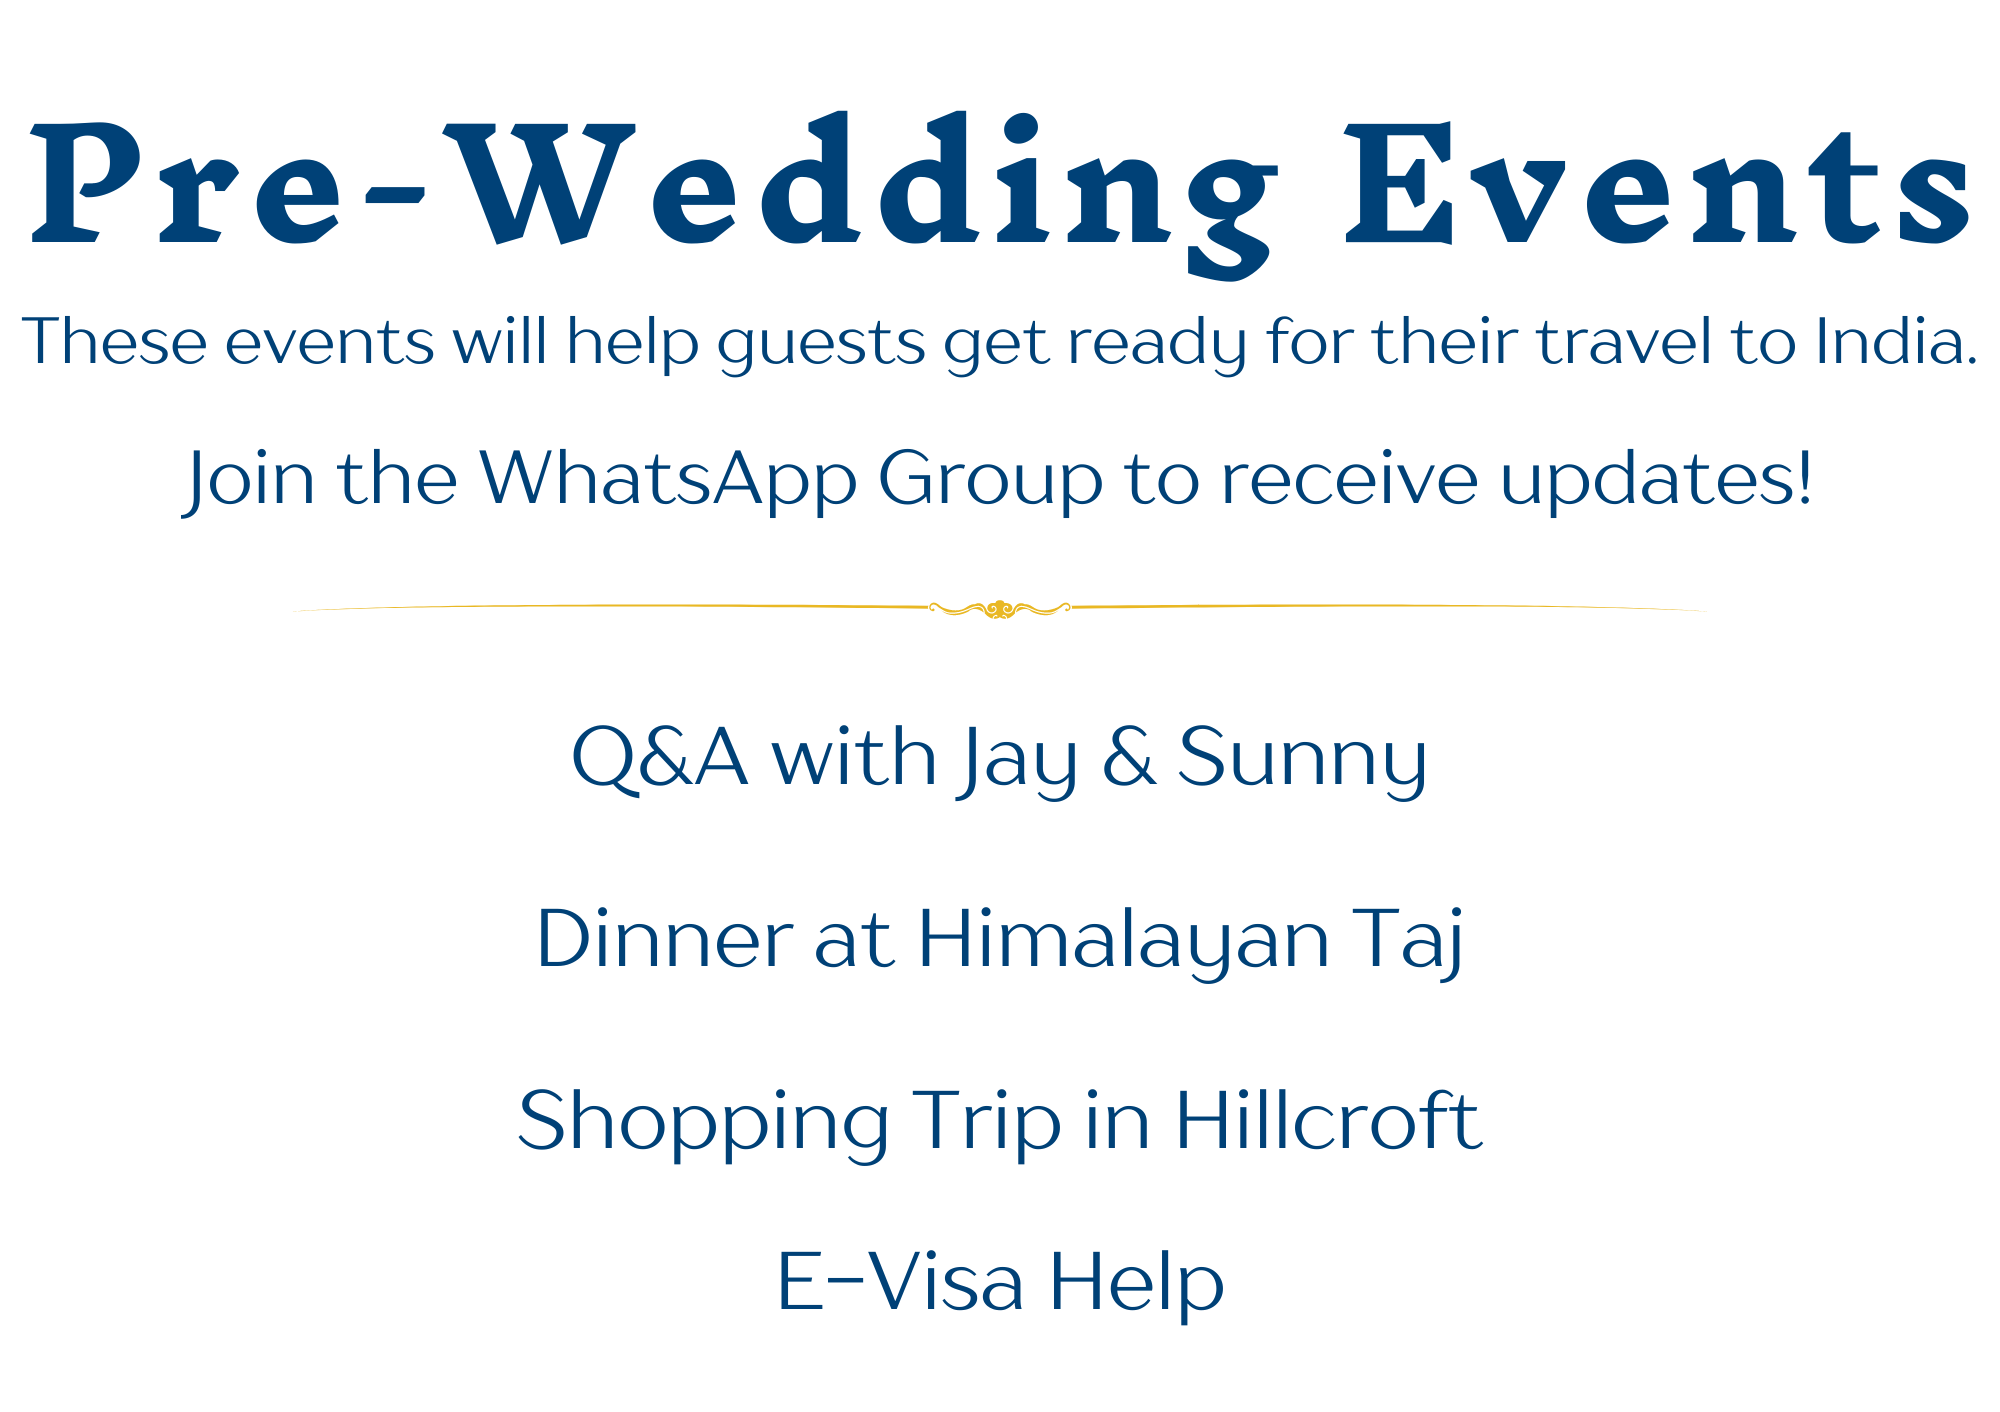 Pre-Wedding Events
These events will help guests get ready for their travel to India.
Join the WhatsApp Group to receive updates!
Q&A with Jay & Sunny
Dinner at Himalayan Taj
Shopping Trip in Hillcroft
E-Visa Help